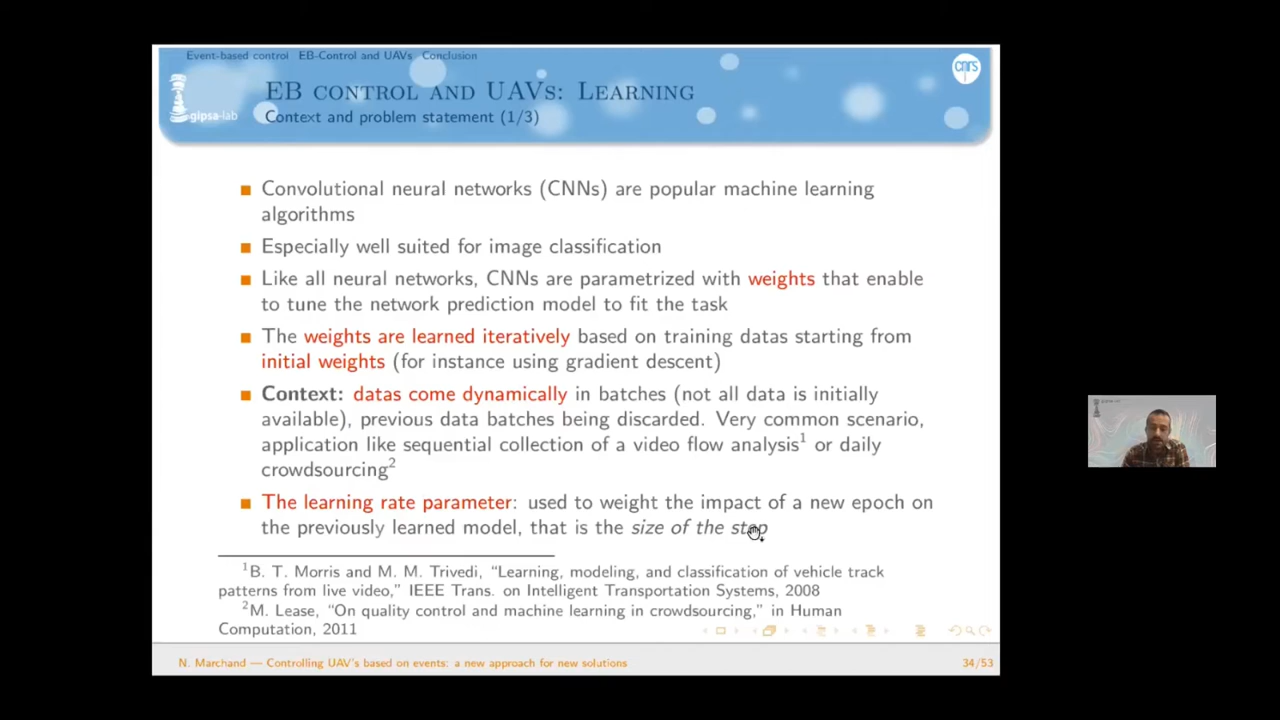 Event-based control EB-Control and UAVs Conclusion
EB CONTROL AND UAVS: LEARNING
Context and problem statement (1/3)
gipsa-lab
cnrs
Convolutional neural networks (CNNs) are popular machine learning
algorithms
Especially well suited for image classification
Like all neural networks, CNNs are parametrized with weights that enable
to tune the network prediction model to fit the task
The weights are learned iteratively based on training datas starting from
initial weights (for instance using gradient descent)
Context: datas come dynamically in batches (not all data is initially
available), previous data batches being discarded. Very common scenario,
application like sequential collection of a video flow analysis1 or daily
crowdsourcing2
The learning rate parameter: used to weight the impact of a new epoch on
the previously learned model, that is the size of the step
1B. T. Morris and M. M. Trivedi, “Learning, modeling, and classification of vehicle track
patterns from live video,” IEEE Trans. on Intelligent Transportation Systems, 2008
2M. Lease, “On quality control and machine learning in crowdsourcing,” in Human
Computation, 2011
N. Marchand — Controlling UAV's based on events: a new approach for new solutions
34/53